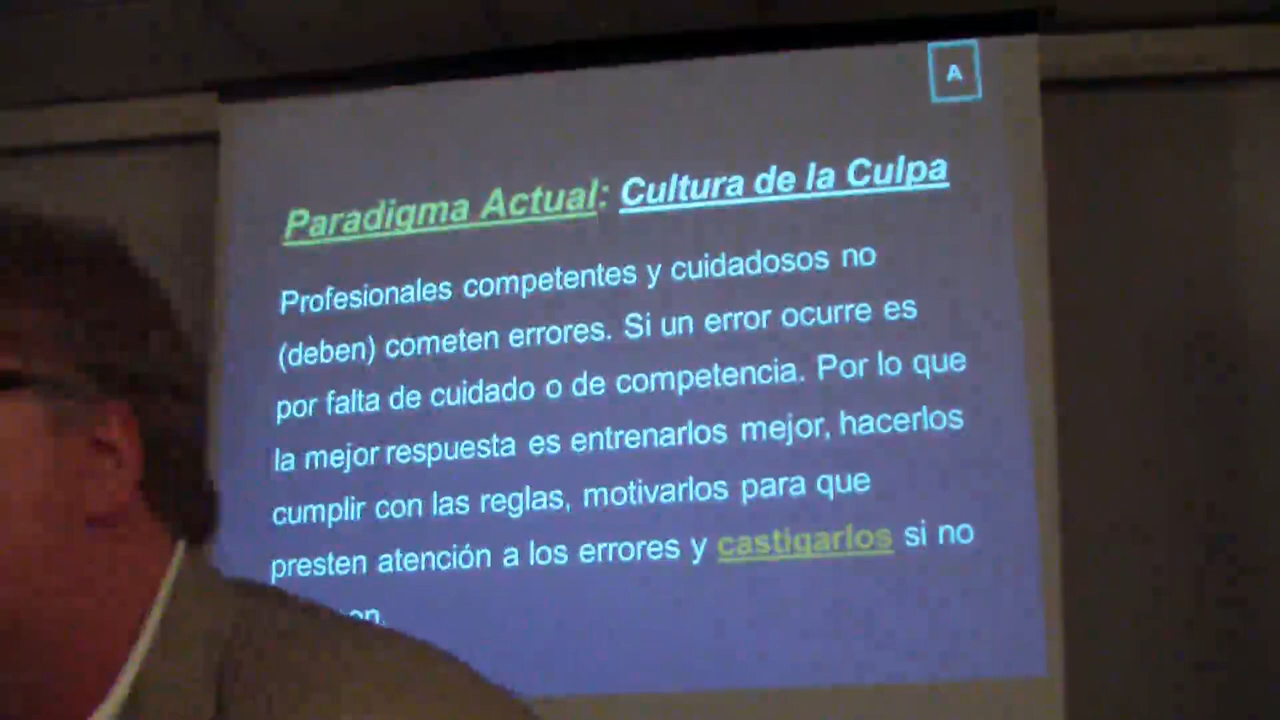 A
Paradigma Actual: Cultura de la Culpa
Profesionales competentes y cuidadosos no
(deben) cometen errores. Si un error ocurre es
por falta de cuidado o de competencia. Por lo que
la mejor respuesta es entrenarlos mejor, hacerlos
cumplir con las reglas, motivarlos para que
presten atención a los errores y castigarlos si no